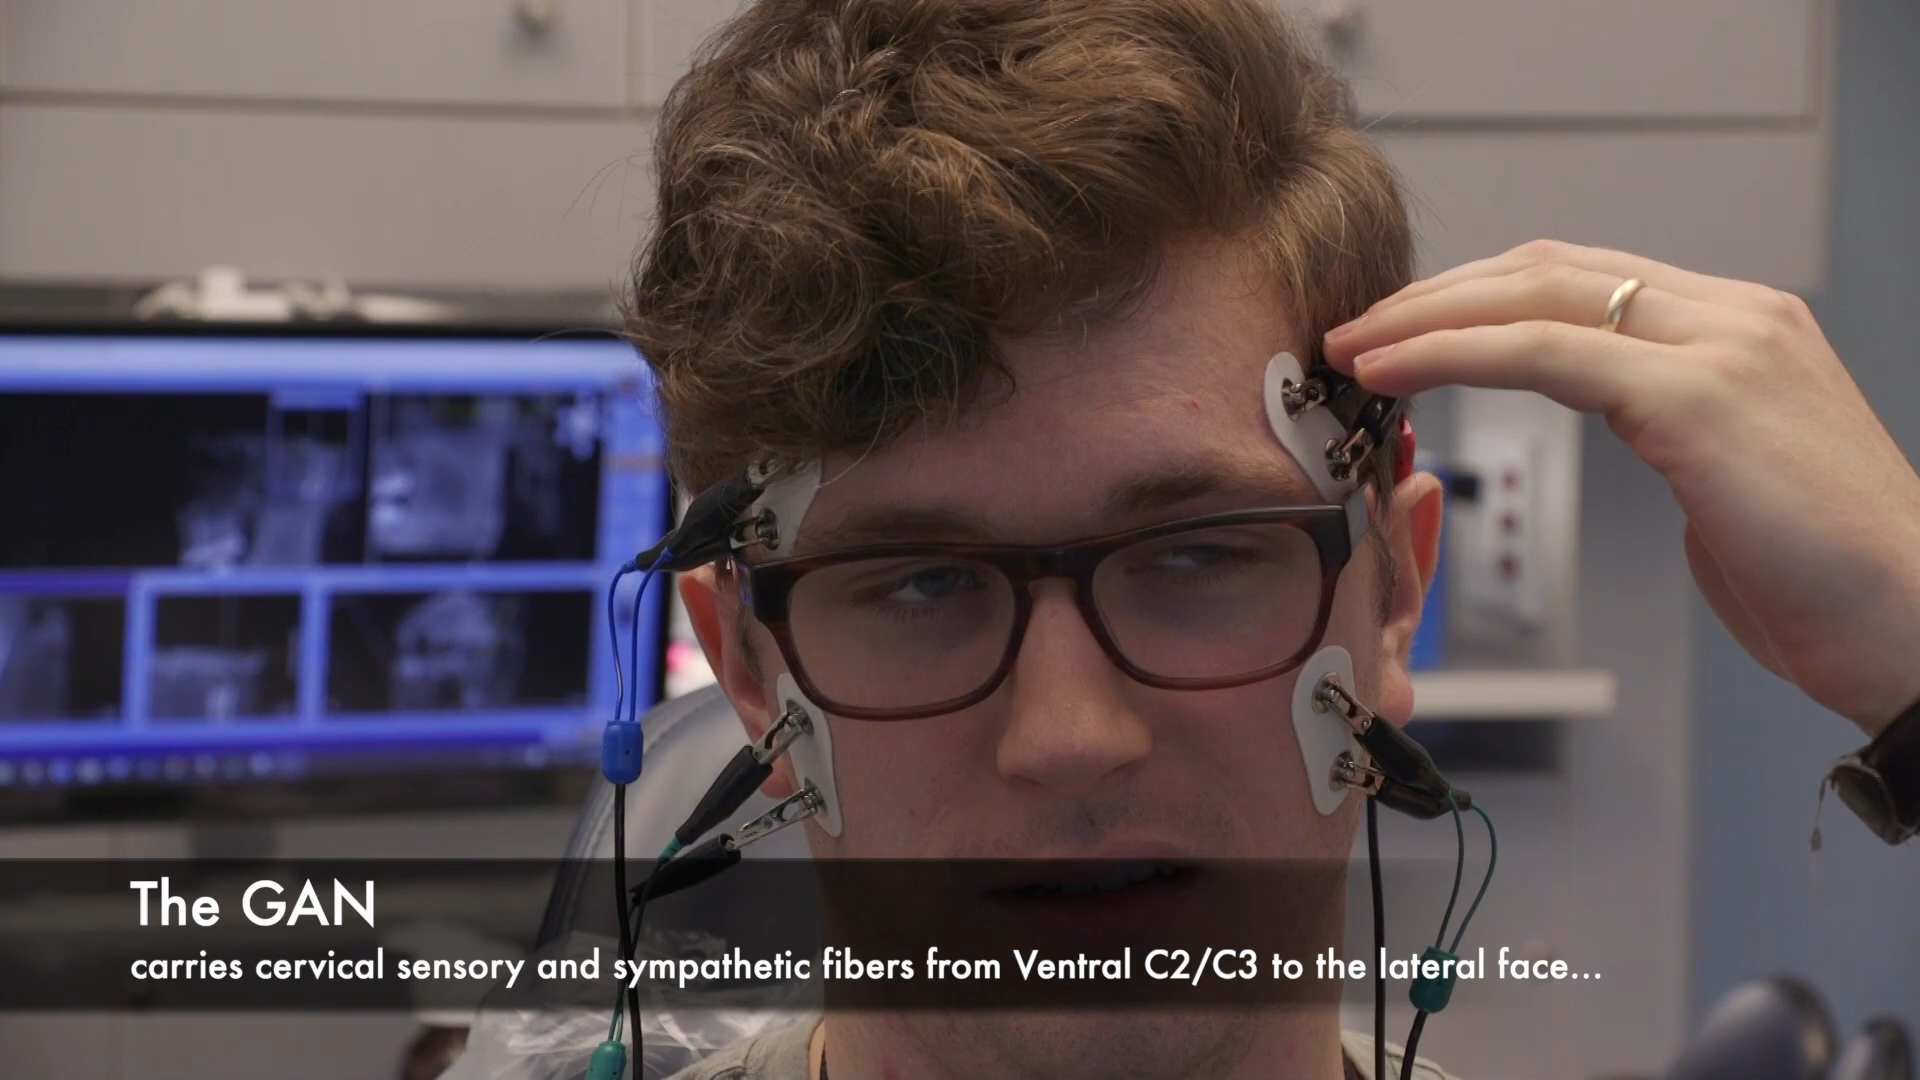 The GAN
carries cervical sensory and sympathetic fibers from Ventral C2/C3 to the lateral face...